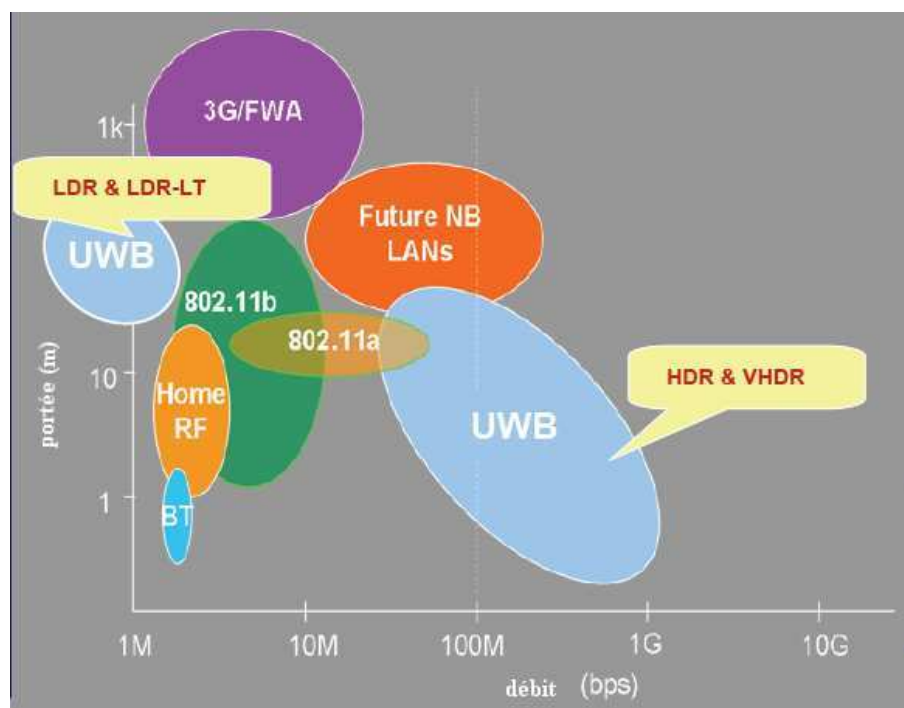 3G/FWA
1k
LDR & LDR-LT
Future NB
LANs
UWB
802.11b
802.11a
HDR & VHDR
10
Home
RF
UWB
portée (m)
1
BT
1M
10M
100M
1G
10G
débit (bps)